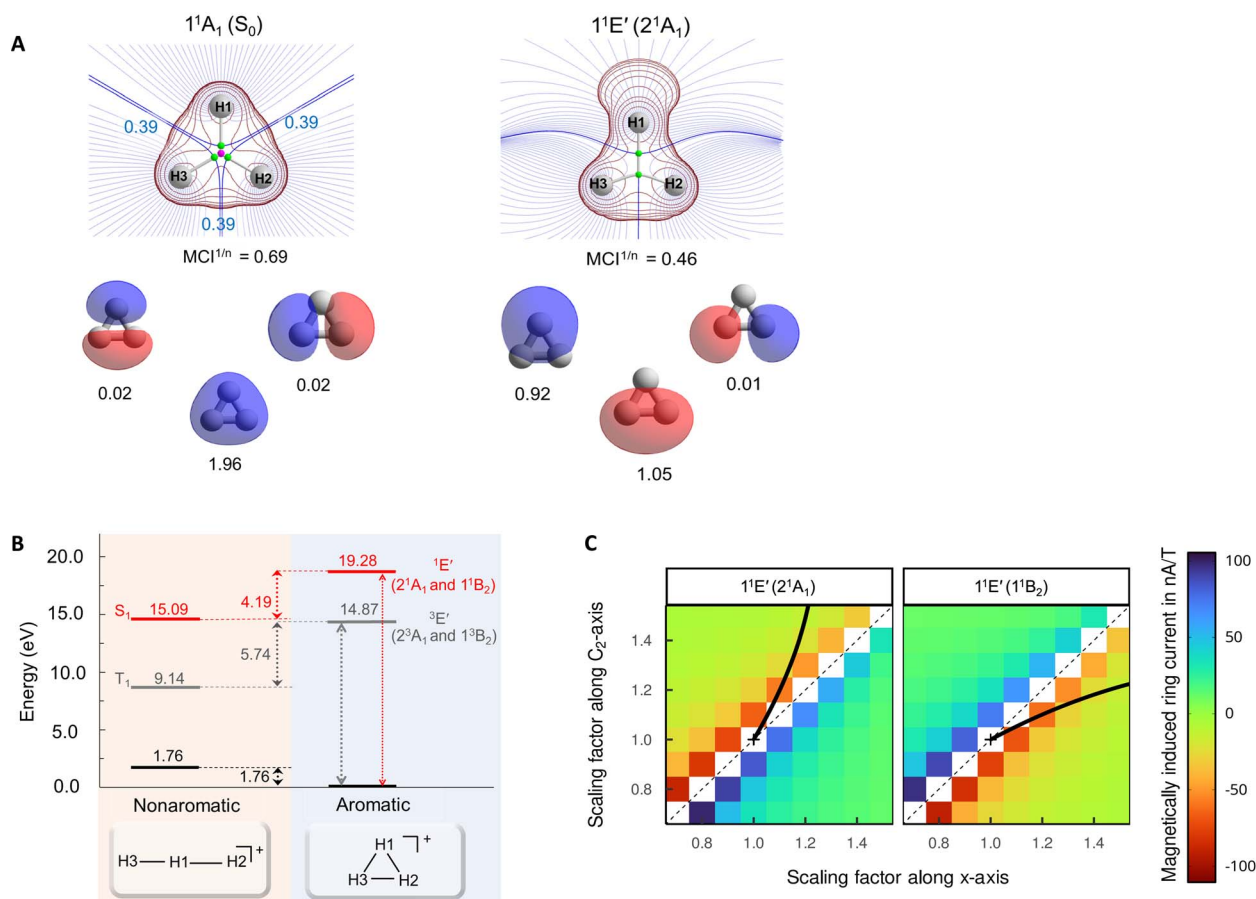 A
1¹A₁ (S₀)
H1
0.39
0.39
H3
H2
0.39
MCI¹/ⁿ = 0.69
0.02
0.02
1.96
1¹E′ (2¹A₁)
H1
H3
H2
MCI¹/ⁿ = 0.46
0.92
0.01
1.05
B
Energy (eV)
20.0
15.0
10.0
5.0
0.0
S₁
15.09
T₁
9.14
1.76
4.19
5.74
1.76
19.28
¹E′
(2¹A₁ and 1¹B₂)
14.87
³E′
(2³A₁ and 1³B₂)
Nonaromatic
Aromatic
H3 — H1 — H2 +
H1 +
H3 — H2
C
1¹E′ (2¹A₁)
1¹E′ (1¹B₂)
Scaling factor along C₂-axis
1.4
1.2
1.0
0.8
0.8 1.0 1.2 1.4
0.8 1.0 1.2 1.4
Scaling factor along x-axis
Magnetically induced ring current in nA/T
100
50
0
-50
-100